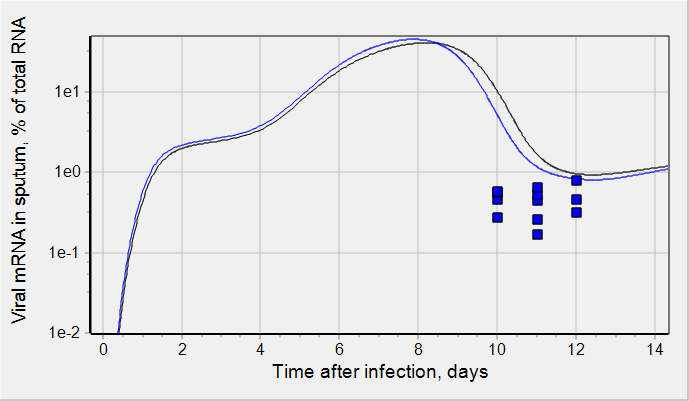 Viral mRNA in sputum, % of total RNA
1e1
1e0
1e-1
1e-2
0 2 4 6 8 10 12 14
Time after infection, days